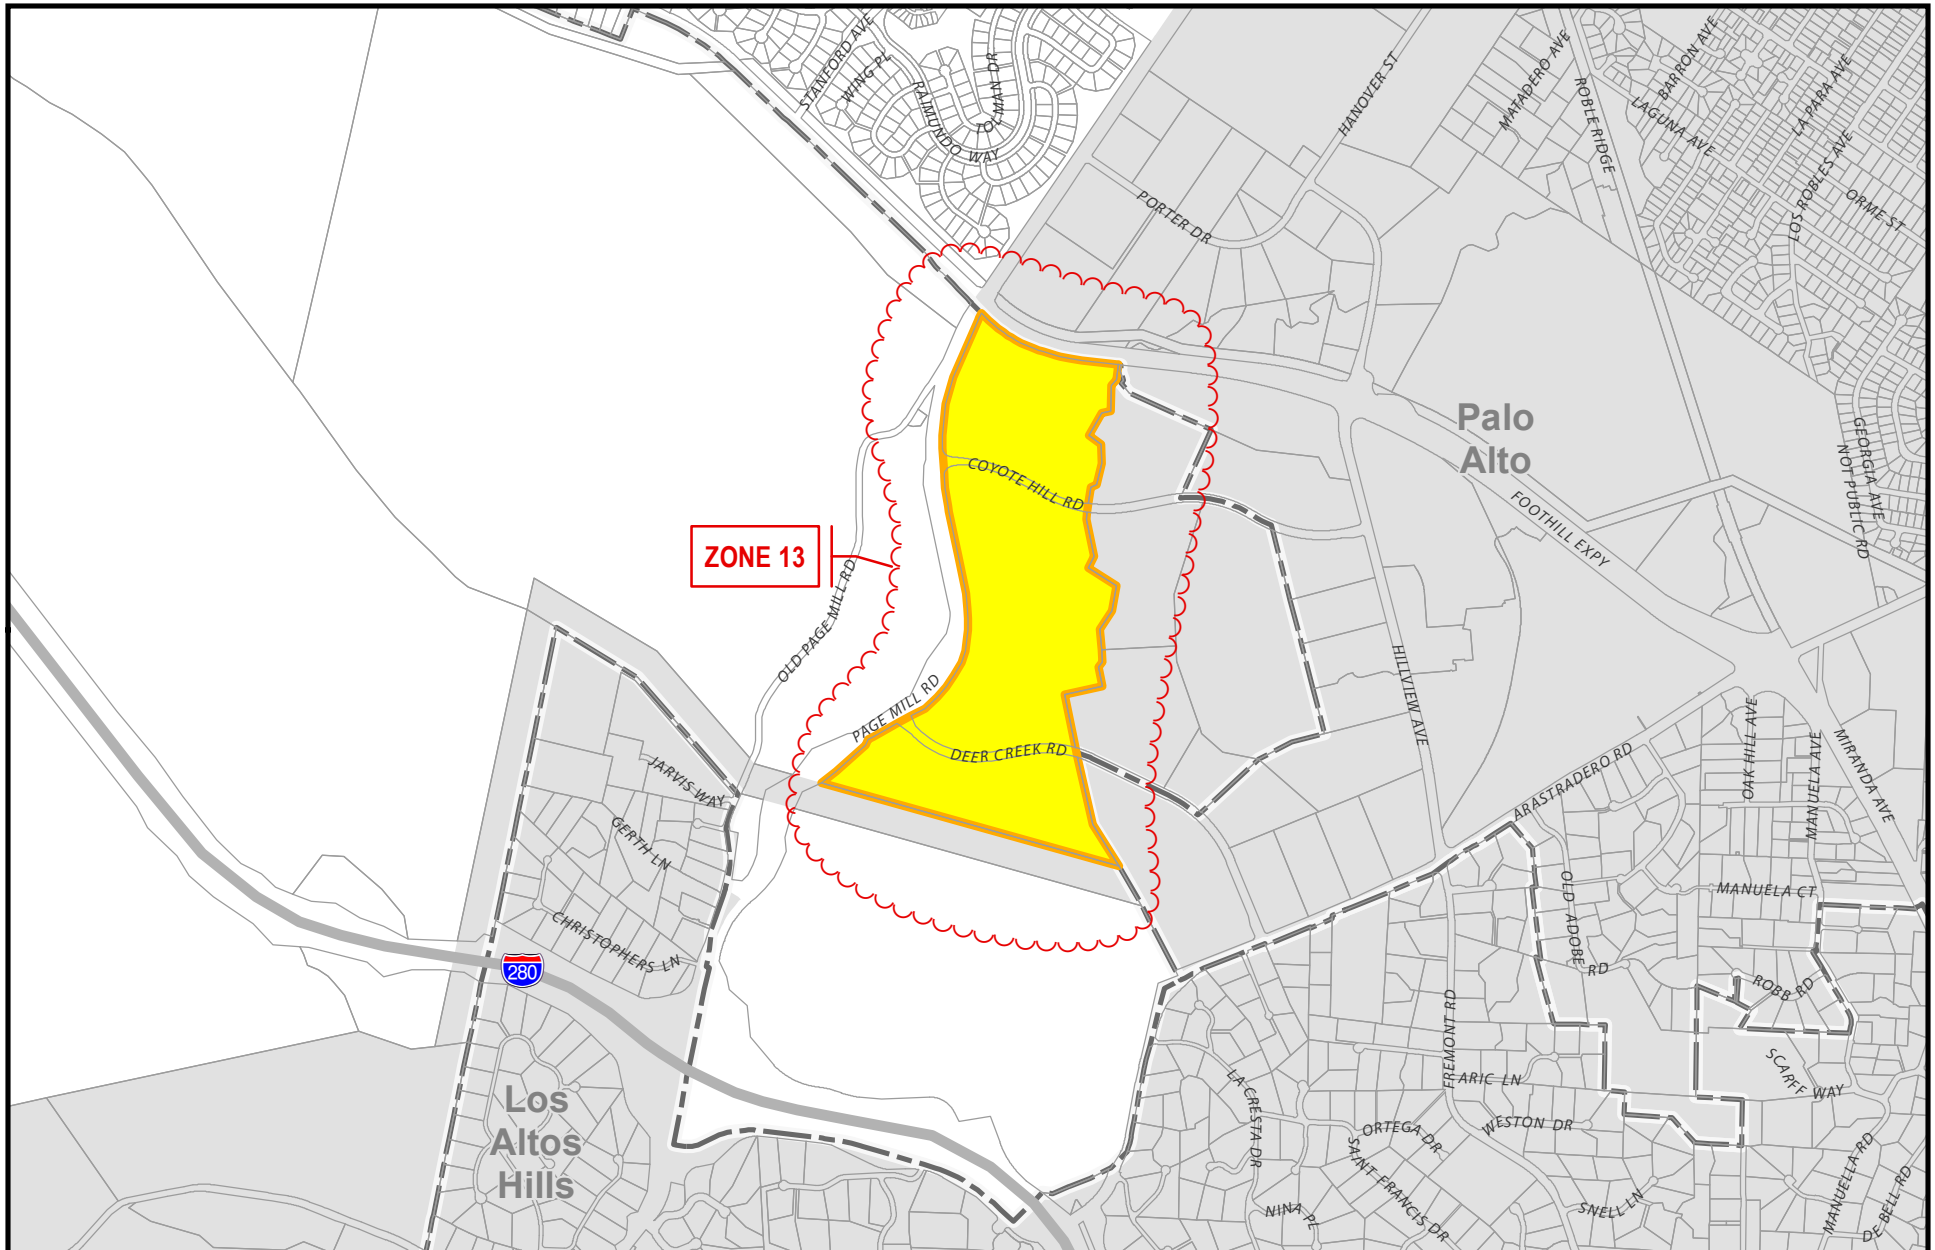 STANFORD AVE
WING PL
RAIMUNDO WAY
TOLMAN DR
HANOVER ST
MATADERO AVE
ROBLE RIDGE
BARRON AVE
LAGUNA AVE
LA PARA AVE
LOS ROBLES AVE
ORME ST
PORTER DR
Palo
Alto
GEORGIA AVE
NOT PUBLIC RD
COYOTE HILL RD
FOOTHILL EXPY
ZONE 13
OLD PAGE MILL RD
PAGE MILL RD
HILLVIEW AVE
DEER CREEK RD
JARVIS WAY
GERTH LN
CHRISTOPHERS LN
280
ARASTRADERO RD
OAK HILL AVE
MANUELA AVE
MIRANDA AVE
MANUELA CT
OLD ADOBE RD
ROBB RD
FREMONT RD
SCARFF WAY
LA CRESTA DR
ARIC LN
ORTEGA DR
WESTON DR
SAINT FRANCIS DR
NINA PL
SNELL LN
MANUELLA RD
DE BELL RD
Los
Altos
Hills